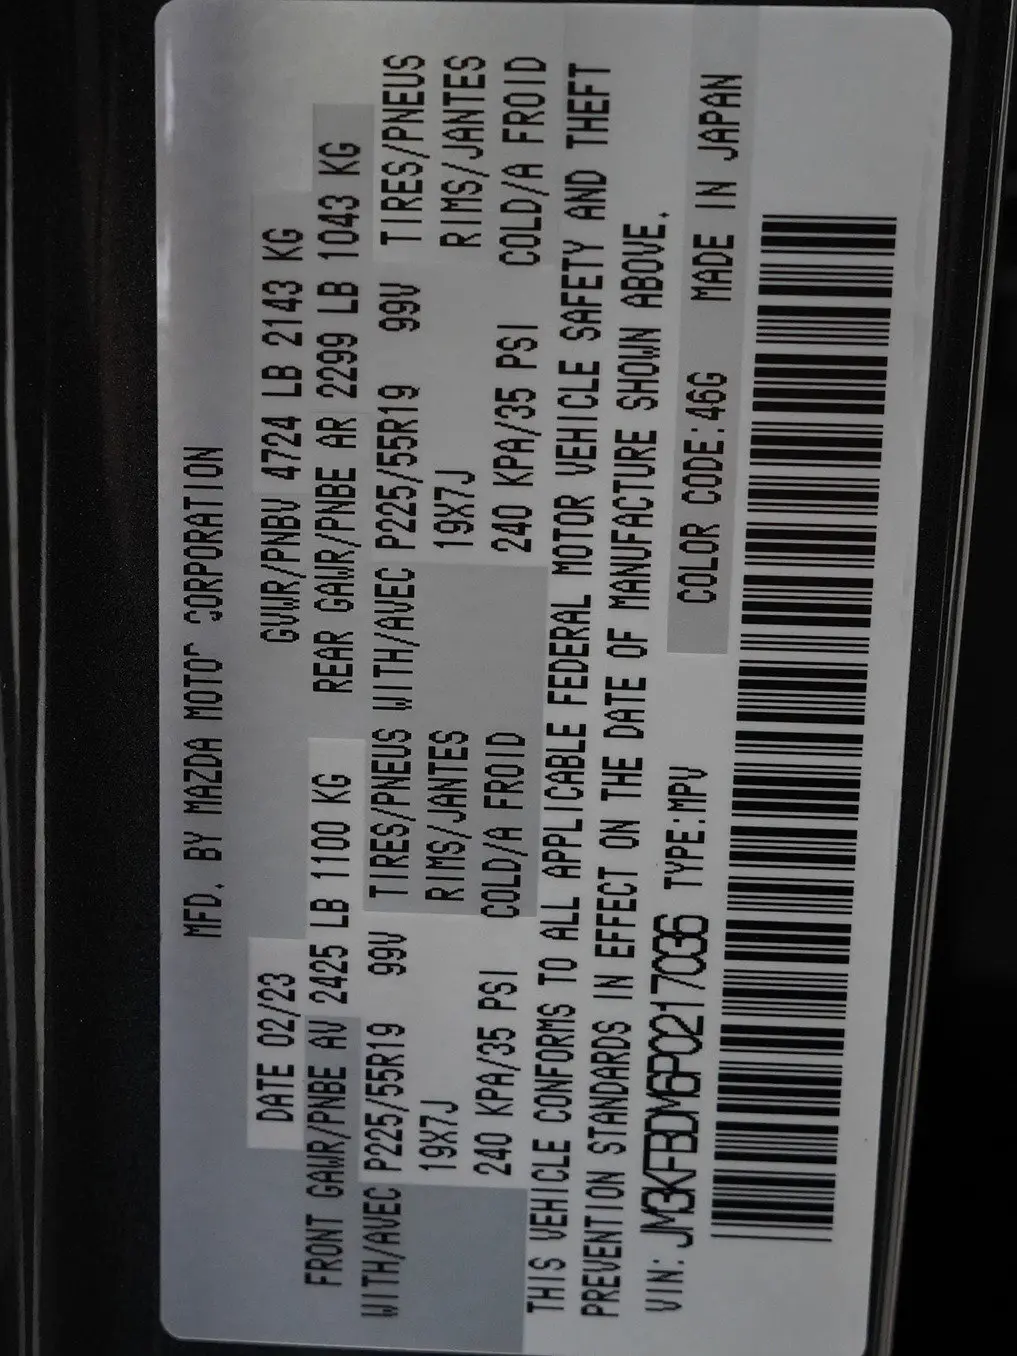 MFD. BY MAZDA MOTOR CORPORATION
DATE 02/23 GVWR/PNBV 4724 LB 2143 KG
FRONT GAWR/PNBE AV 2425 LB 1100 KG REAR GAWR/PNBE AR 2299 LB 1043 KG
WITH/AVEC P225/55R19 99V TIRES/PNEUS WITH/AVEC P225/55R19 99V TIRES/PNEUS
19X7J RIMS/JANTES 19X7J RIMS/JANTES
240 KPA/35 PSI COLD/A FROID 240 KPA/35 PSI COLD/A FROID
THIS VEHICLE CONFORMS TO ALL APPLICABLE FEDERAL MOTOR VEHICLE SAFETY AND THEFT
PREVENTION STANDARDS IN EFFECT ON THE DATE OF MANUFACTURE SHOWN ABOVE.
VIN: JM3KFBDM6P0217036 TYPE:MPV COLOR CODE:46G MADE IN JAPAN